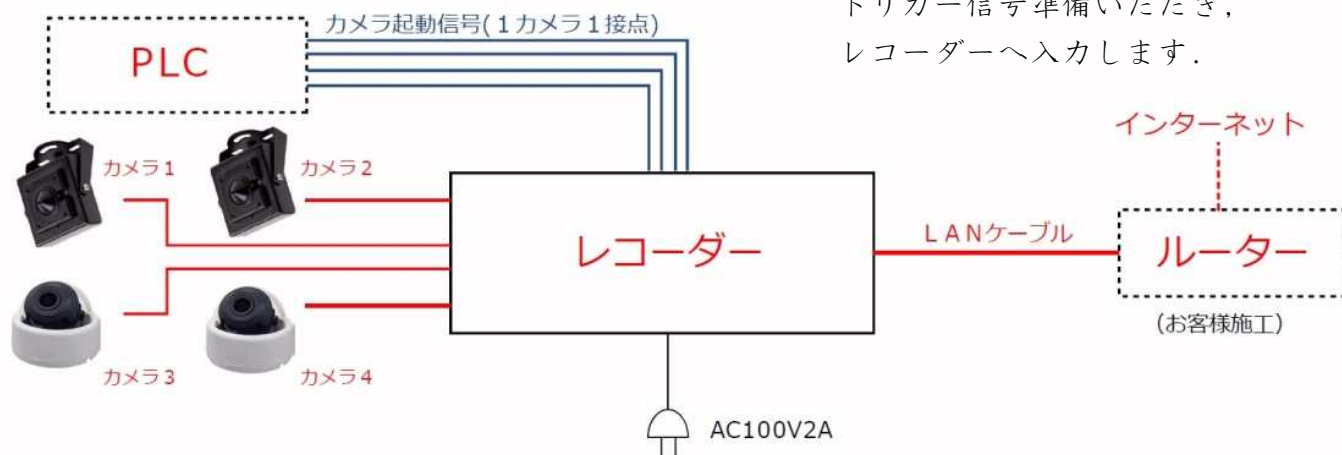 トリガー信号準備いただき,
レコーダーへ入力します.
カメラ起動信号(1カメラ1接点)
PLC
カメラ1
カメラ2
インターネット
レコーダー
LANケーブル
ルーター
(お客様施工)
カメラ3
カメラ4
AC100V2A